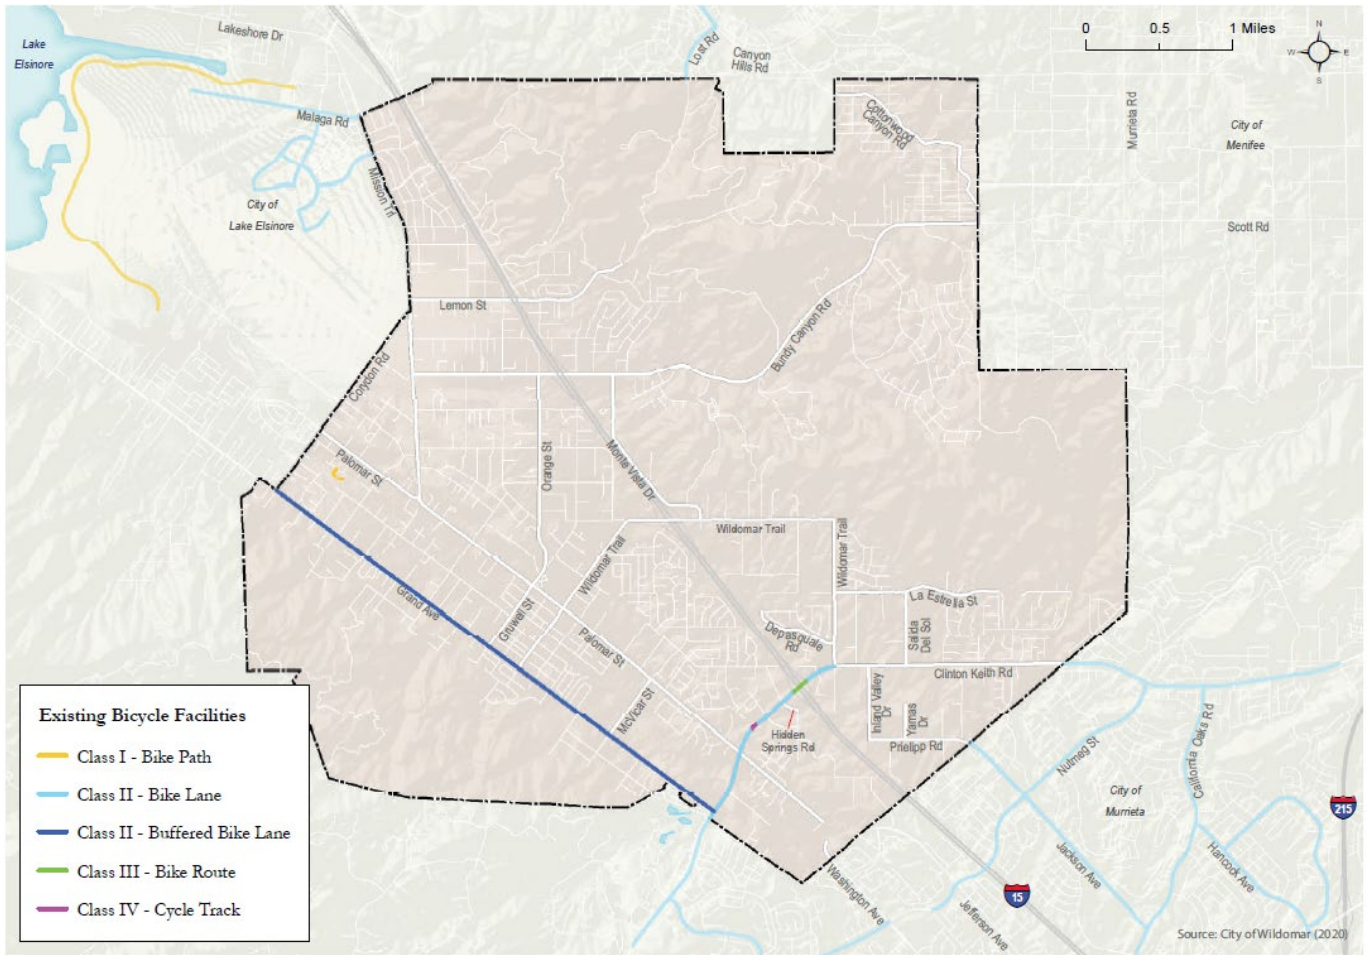 Lakeshore Dr
Lake
Elsinore
Lost Rd
Canyon
Hills Rd
0 0.5 1 Miles
N
W E
S
Malaga Rd
Cottonwood
Canyon Rd
Murrieta Rd
City of
Menifee
Mission Trl
City of
Lake Elsinore
Scott Rd
Lemon St
Bundy Canyon Rd
Corydon Rd
Palomar St
Orange St
Monte Vista Dr
Wildomar Trail
Wildomar Trail
Wildomar Trail
Grand Ave
Gruwell St
La Estrella St
Salida
Del Sol
Depasquale
Rd
Palomar St
Clinton Keith Rd
McVicar St
Inland Valley
Dr
Yamas
Dr
Hidden
Springs Rd
Prielipp Rd
Nutmeg St
California Oaks Rd
City of
Murrieta
215
Jackson Ave
Hancock Ave
Washington Ave
15
Jefferson Ave
Existing Bicycle Facilities
Class I - Bike Path
Class II - Bike Lane
Class II - Buffered Bike Lane
Class III - Bike Route
Class IV - Cycle Track
Source: City of Wildomar (2020)